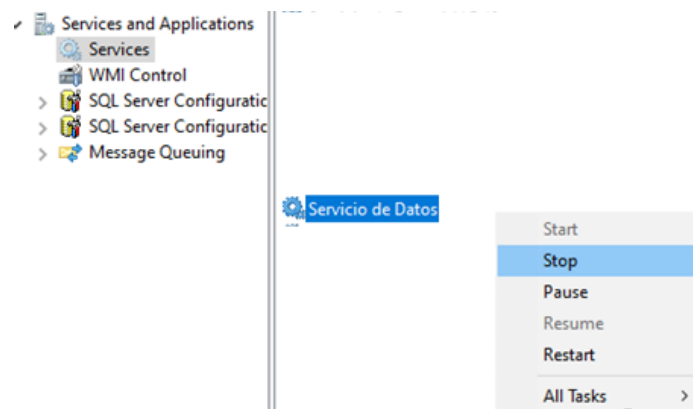 Services and Applications
Services
WMI Control
SQL Server Configuratic
SQL Server Configuratic
Message Queuing
Servicio de Datos
Start
Stop
Pause
Resume
Restart
All Tasks